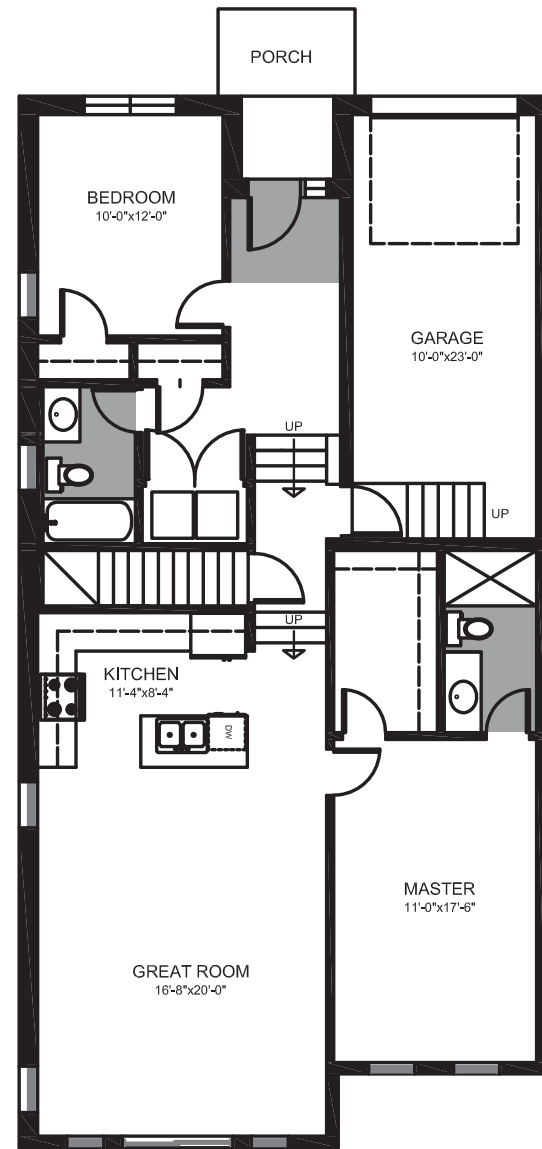 PORCH
BEDROOM
10'-0"x12'-0"
GARAGE
10'-0"x23'-0"
UP
UP
UP
KITCHEN
11'-4"x8'-4"
DW
MASTER
11'-0"x17'-6"
GREAT ROOM
16'-8"x20'-0"